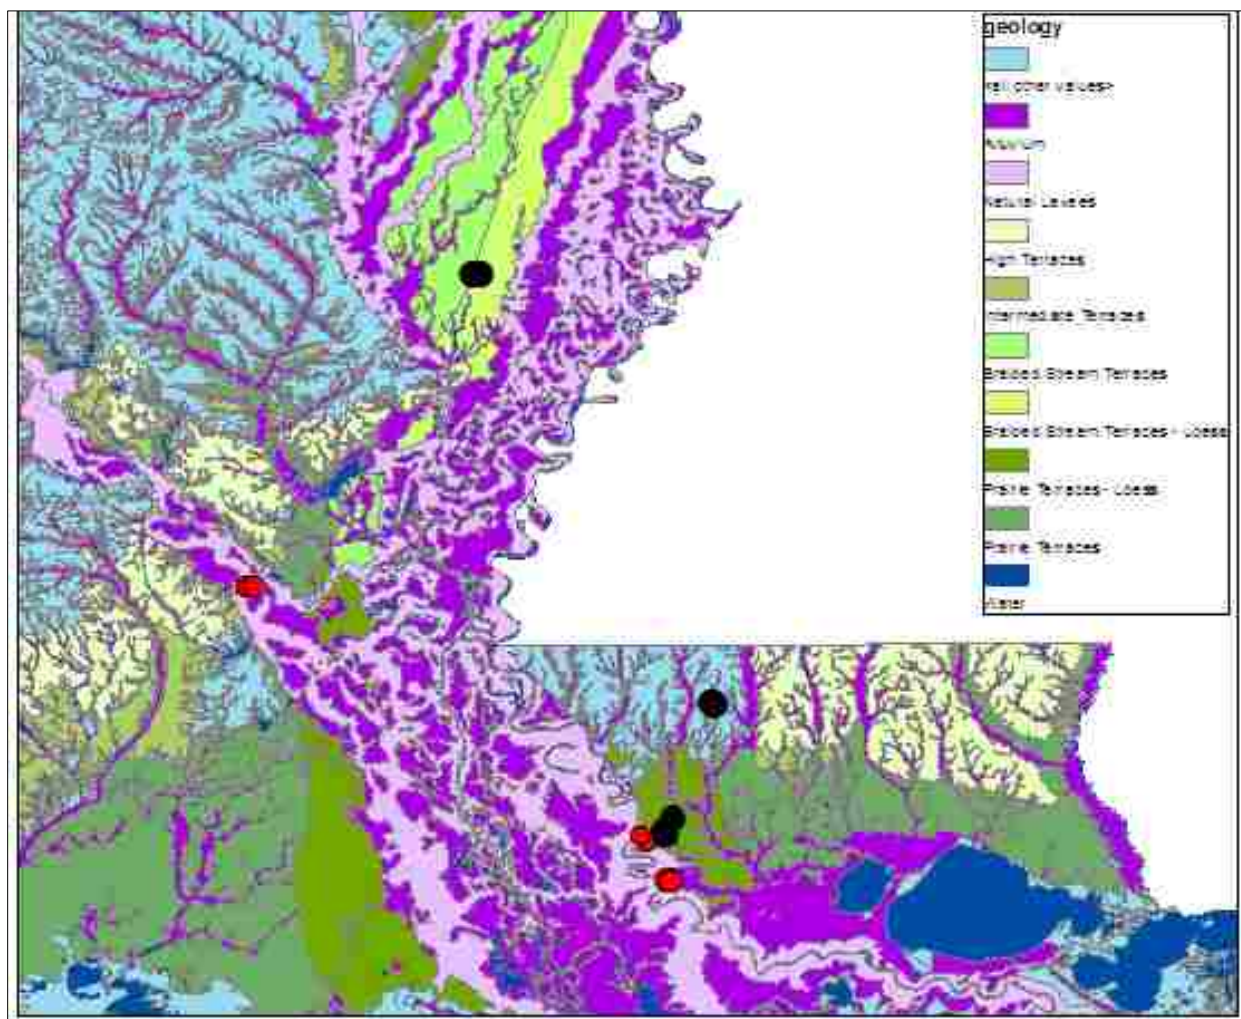 geology
<all other values>
Alluvium
Natural Levees
High Terraces
Intermediate Terraces
Braided Stream Terraces
Braided Stream Terraces - Loess
Prairie Terraces - Loess
Prairie Terraces
Water